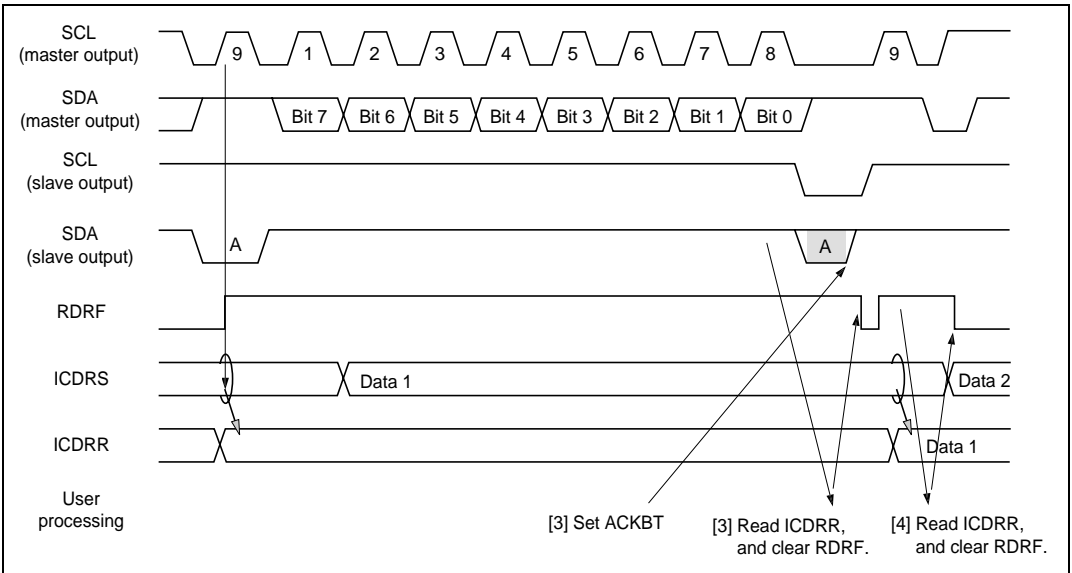 SCL
(master output)
9 1 2 3 4 5 6 7 8 9
SDA
(master output)
Bit 7 Bit 6 Bit 5 Bit 4 Bit 3 Bit 2 Bit 1 Bit 0
SCL
(slave output)
SDA
(slave output)
A A
RDRF
ICDRS
Data 1 Data 2
ICDRR
Data 1
User
processing
[3] Set ACKBT
[3] Read ICDRR,
and clear RDRF.
[4] Read ICDRR,
and clear RDRF.